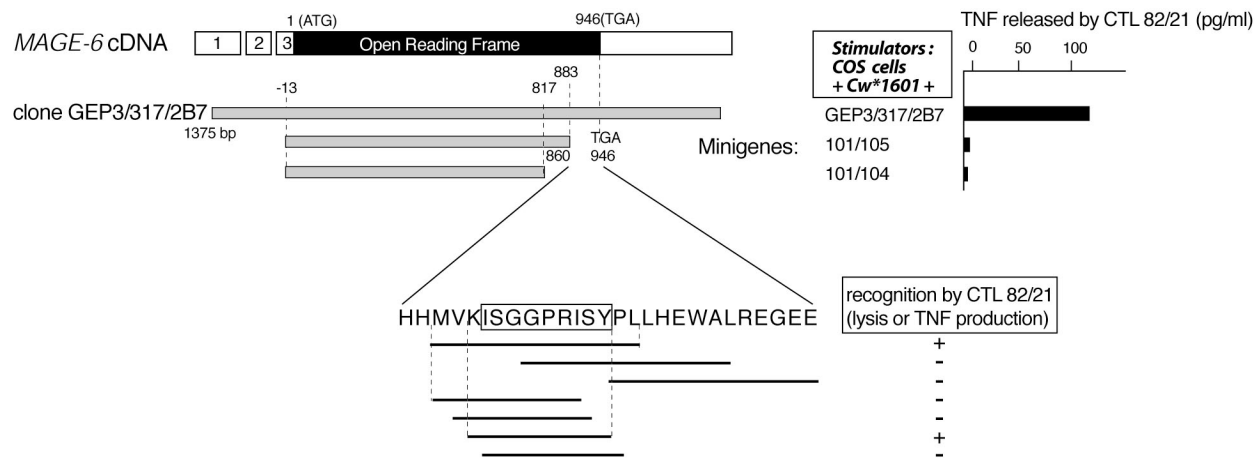 1 (ATG)
946(TGA)
MAGE-6 cDNA
1
2
3
Open Reading Frame
-13
817
883
clone GEP3/317/2B7
1375 bp
860
TGA
946
TNF released by CTL 82/21 (pg/ml)
0 50 100
Stimulators :
COS cells
+ Cw*1601 +
GEP3/317/2B7
Minigenes:
101/105
101/104
HHMVKISGGPRISYPLLHEWALREGEE
recognition by CTL 82/21
(lysis or TNF production)
+
-
-
-
-
+
-